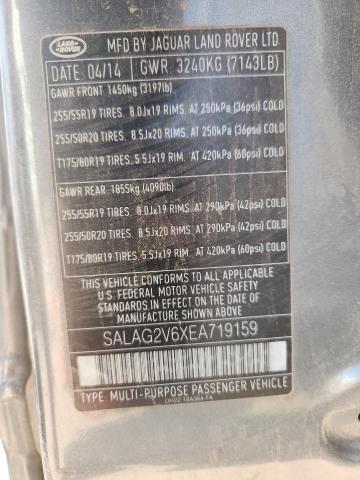 LAND ROVER
MFD BY JAGUAR LAND ROVER LTD
DATE 04/14 GWR. 3240KG (7143LB)
GAWR FRONT 1450kg (3197lb)
255/55R19 TIRES. 8.0Jx19 RIMS. AT 250kPa (36psi) COLD
255/50R20 TIRES. 8.5Jx20 RIMS. AT 250kPa (36psi) COLD
T175/80R19 TIRES. 5.5Jx19 RIM. AT 420kPa (60psi) COLD
GAWR REAR. 1855kg (4090lb)
255/55R19 TIRES. 8.0Jx19 RIMS. AT 290kPa (42psi) COLD
255/50R20 TIRES. 8.5Jx20 RIMS. AT 290kPa (42psi) COLD
T175/80R19 TIRES. 5.5Jx19 RIM. AT 420kPa (60psi) COLD
THIS VEHICLE CONFORMS TO ALL APPLICABLE
FEDERAL MOTOR VEHICLE SAFETY
STANDARDS IN EFFECT ON THE DATE OF
MANUFACTURE SHOWN ABOVE
SALAG2V6XEA719159
TYPE: MULTI-PURPOSE PASSENGER VEHICLE